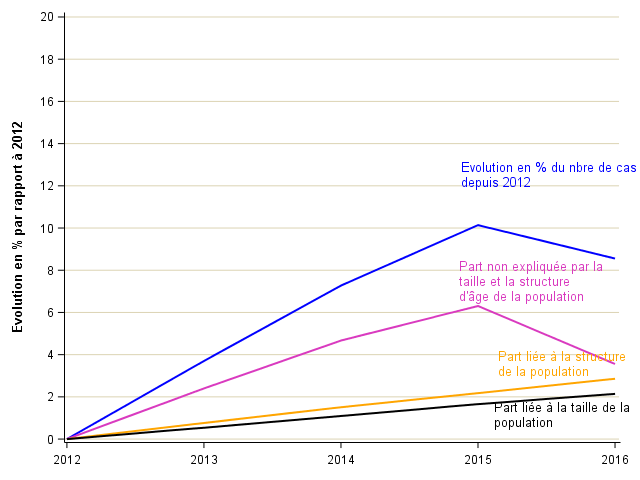 20
18
16
14
12
10
8
6
4
2
0
Evolution en % par rapport à 2012
Evolution en % du nbre de cas
depuis 2012
Part non expliquée par la
taille et la structure
d'âge de la population
Part liée à la structure
de la population
Part liée à la taille de la
population
2012 2013 2014 2015 2016